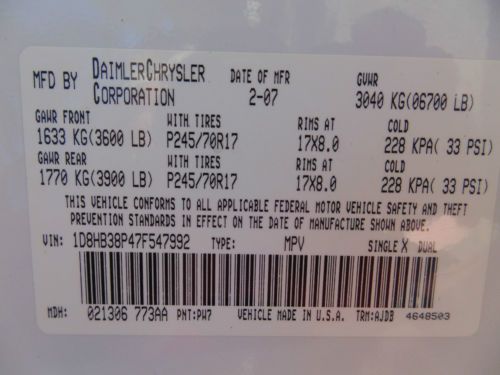 MFD BY DAIMLERCHRYSLER CORPORATION DATE OF MFR 2-07 GVWR 3040 KG(06700 LB)
GAWR FRONT WITH TIRES RIMS AT COLD
1633 KG(3600 LB) P245/70R17 17X8.0 228 KPA( 33 PSI)
GAWR REAR WITH TIRES RIMS AT COLD
1770 KG(3900 LB) P245/70R17 17X8.0 228 KPA( 33 PSI)
THIS VEHICLE CONFORMS TO ALL APPLICABLE FEDERAL MOTOR VEHICLE SAFETY AND THEFT
PREVENTION STANDARDS IN EFFECT ON THE DATE OF MANUFACTURE SHOWN ABOVE.
VIN: 1D8HB38P47F547992 TYPE: MPV SINGLE X DUAL
MDH: 021306 773AA PNT:PW7 VEHICLE MADE IN U.S.A. TRM:AJDB 4648503